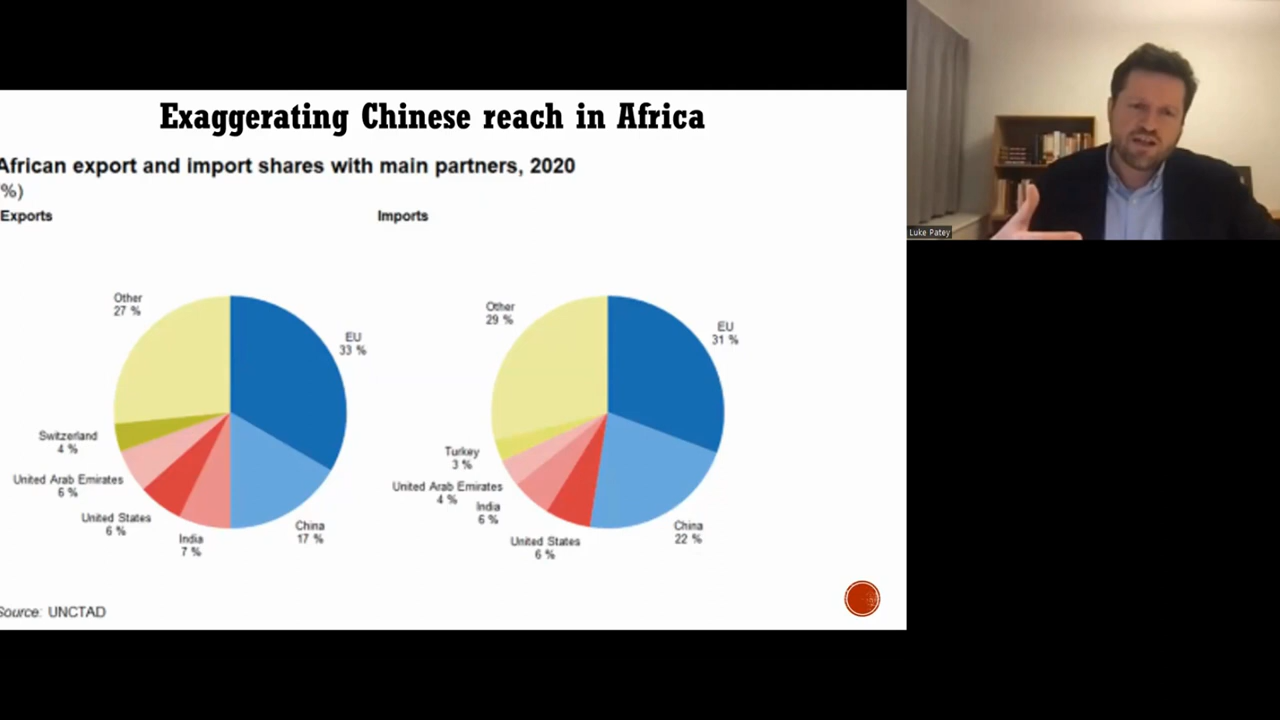 Exaggerating Chinese reach in Africa
African export and import shares with main partners, 2020
%)
Exports
Imports
Other
27 %
EU
33 %
Switzerland
4 %
United Arab Emirates
6 %
United States
6 %
India
7 %
China
17 %
Other
29 %
EU
31 %
Turkey
3 %
United Arab Emirates
4 %
India
6 %
United States
6 %
China
22 %
Source: UNCTAD
Luke Patey